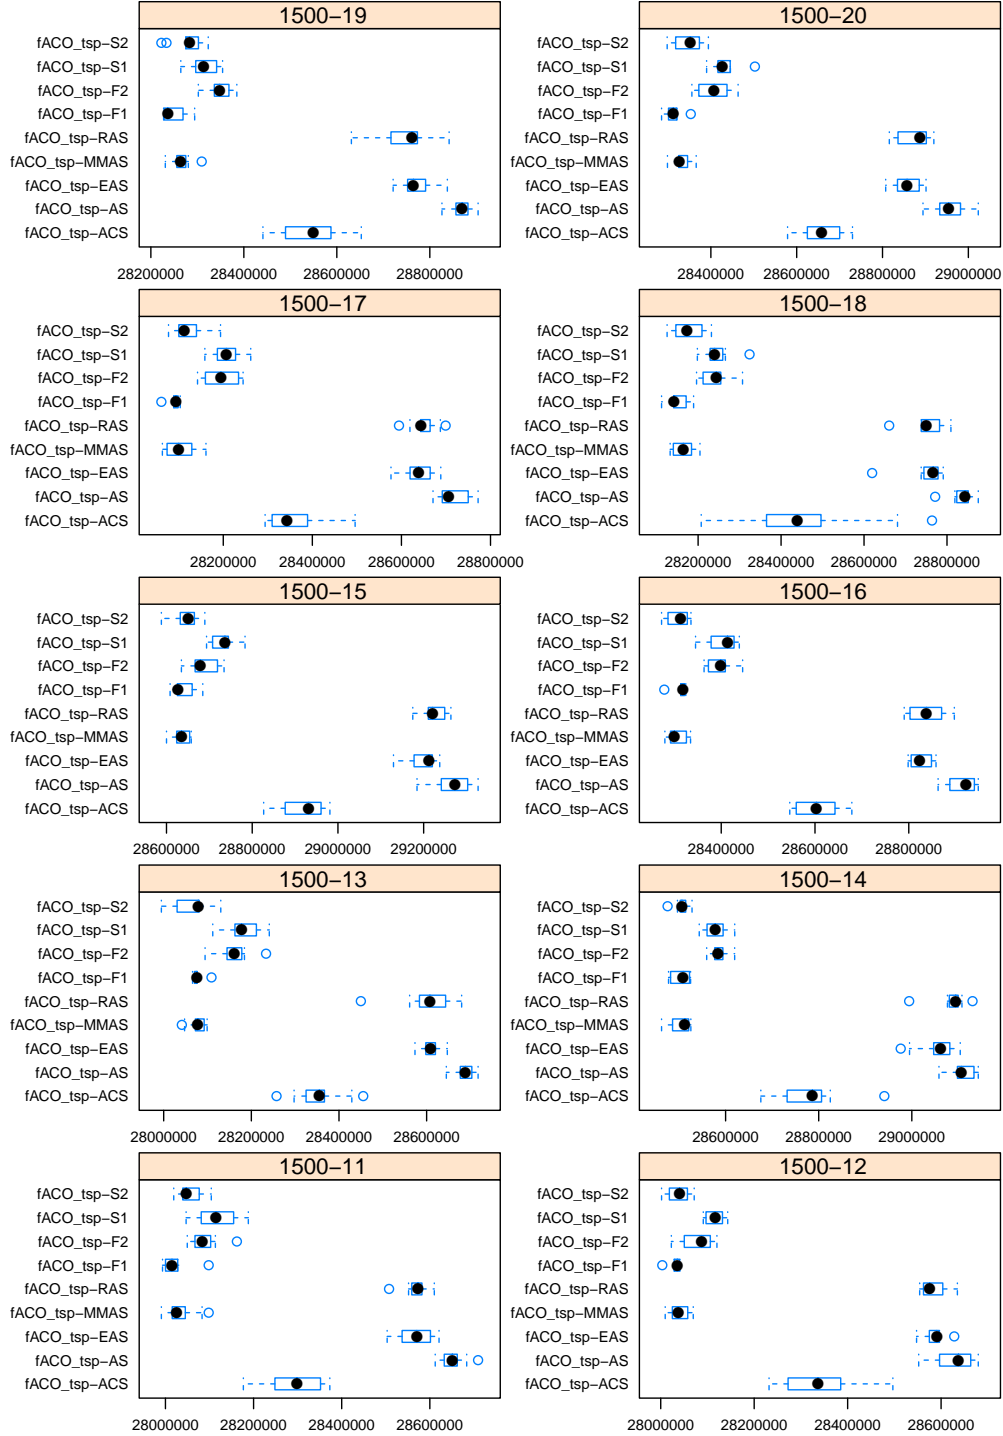 1500−19
fACO_tsp−S2
fACO_tsp−S1
fACO_tsp−F2
fACO_tsp−F1
fACO_tsp−RAS
fACO_tsp−MMAS
fACO_tsp−EAS
fACO_tsp−AS
fACO_tsp−ACS
28200000 28400000 28600000 28800000
1500−20
fACO_tsp−S2
fACO_tsp−S1
fACO_tsp−F2
fACO_tsp−F1
fACO_tsp−RAS
fACO_tsp−MMAS
fACO_tsp−EAS
fACO_tsp−AS
fACO_tsp−ACS
28400000 28600000 28800000 29000000
1500−17
fACO_tsp−S2
fACO_tsp−S1
fACO_tsp−F2
fACO_tsp−F1
fACO_tsp−RAS
fACO_tsp−MMAS
fACO_tsp−EAS
fACO_tsp−AS
fACO_tsp−ACS
28200000 28400000 28600000 28800000
1500−18
fACO_tsp−S2
fACO_tsp−S1
fACO_tsp−F2
fACO_tsp−F1
fACO_tsp−RAS
fACO_tsp−MMAS
fACO_tsp−EAS
fACO_tsp−AS
fACO_tsp−ACS
28200000 28400000 28600000 28800000
1500−15
fACO_tsp−S2
fACO_tsp−S1
fACO_tsp−F2
fACO_tsp−F1
fACO_tsp−RAS
fACO_tsp−MMAS
fACO_tsp−EAS
fACO_tsp−AS
fACO_tsp−ACS
28600000 28800000 29000000 29200000
1500−16
fACO_tsp−S2
fACO_tsp−S1
fACO_tsp−F2
fACO_tsp−F1
fACO_tsp−RAS
fACO_tsp−MMAS
fACO_tsp−EAS
fACO_tsp−AS
fACO_tsp−ACS
28400000 28600000 28800000
1500−13
fACO_tsp−S2
fACO_tsp−S1
fACO_tsp−F2
fACO_tsp−F1
fACO_tsp−RAS
fACO_tsp−MMAS
fACO_tsp−EAS
fACO_tsp−AS
fACO_tsp−ACS
28000000 28200000 28400000 28600000
1500−14
fACO_tsp−S2
fACO_tsp−S1
fACO_tsp−F2
fACO_tsp−F1
fACO_tsp−RAS
fACO_tsp−MMAS
fACO_tsp−EAS
fACO_tsp−AS
fACO_tsp−ACS
28600000 28800000 29000000
1500−11
fACO_tsp−S2
fACO_tsp−S1
fACO_tsp−F2
fACO_tsp−F1
fACO_tsp−RAS
fACO_tsp−MMAS
fACO_tsp−EAS
fACO_tsp−AS
fACO_tsp−ACS
28000000 28200000 28400000 28600000
1500−12
fACO_tsp−S2
fACO_tsp−S1
fACO_tsp−F2
fACO_tsp−F1
fACO_tsp−RAS
fACO_tsp−MMAS
fACO_tsp−EAS
fACO_tsp−AS
fACO_tsp−ACS
28000000 28200000 28400000 28600000